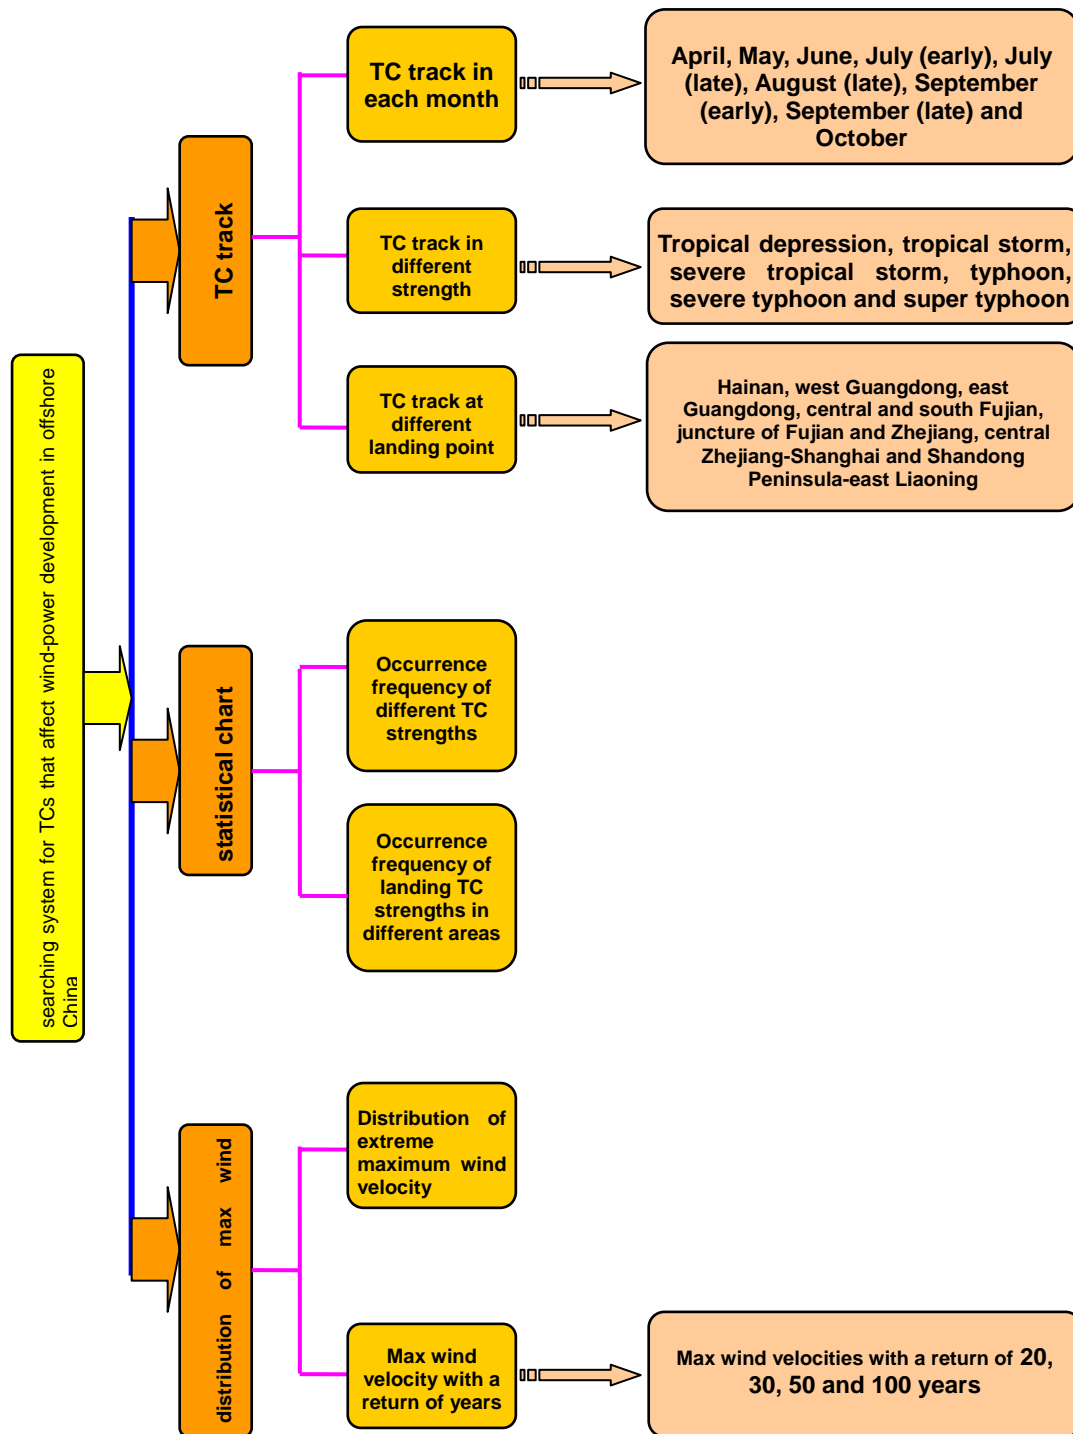 searching system for TCs that affect wind-power development in offshore
China
TC track
TC track in
each month
April, May, June, July (early), July
(late), August (late), September
(early), September (late) and
October
TC track in
different
strength
Tropical depression, tropical storm,
severe tropical storm, typhoon,
severe typhoon and super typhoon
TC track at
different
landing point
Hainan, west Guangdong, east
Guangdong, central and south Fujian,
juncture of Fujian and Zhejiang, central
Zhejiang-Shanghai and Shandong
Peninsula-east Liaoning
statistical chart
Occurrence
frequency of
different TC
strengths
Occurrence
frequency of
landing TC
strengths in
different areas
distribution of max wind
Distribution of
extreme
maximum wind
velocity
Max wind
velocity with a
return of years
Max wind velocities with a return of 20,
30, 50 and 100 years